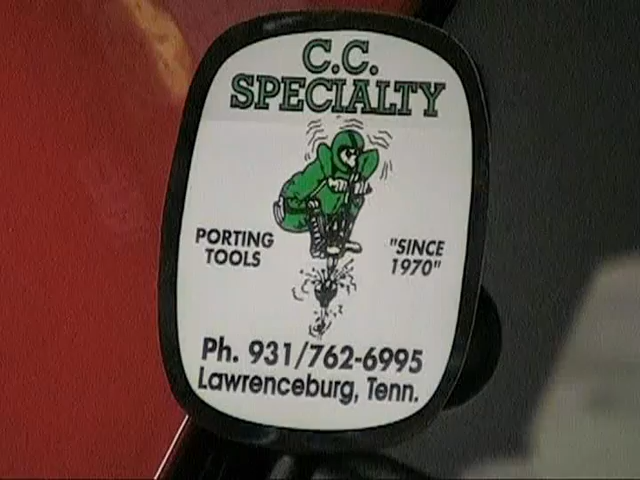 C.C.
SPECIALTY
PORTING
TOOLS
"SINCE
1970"
Ph. 931/762-6995
Lawrenceburg, Tenn.